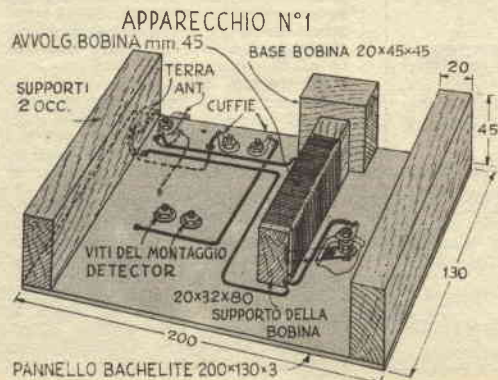 APPARECCHIO N°1
AVVOLG. BOBINA mm. 45
BASE BOBINA 20×45×45
TERRA
ANT.
SUPPORTI
2 OCC.
CUFFIE
20
45
VITI DEL MONTAGGIO
DETECTOR
20×32×80
SUPPORTO DELLA
BOBINA
130
200
PANNELLO BACHELITE 200×130×3